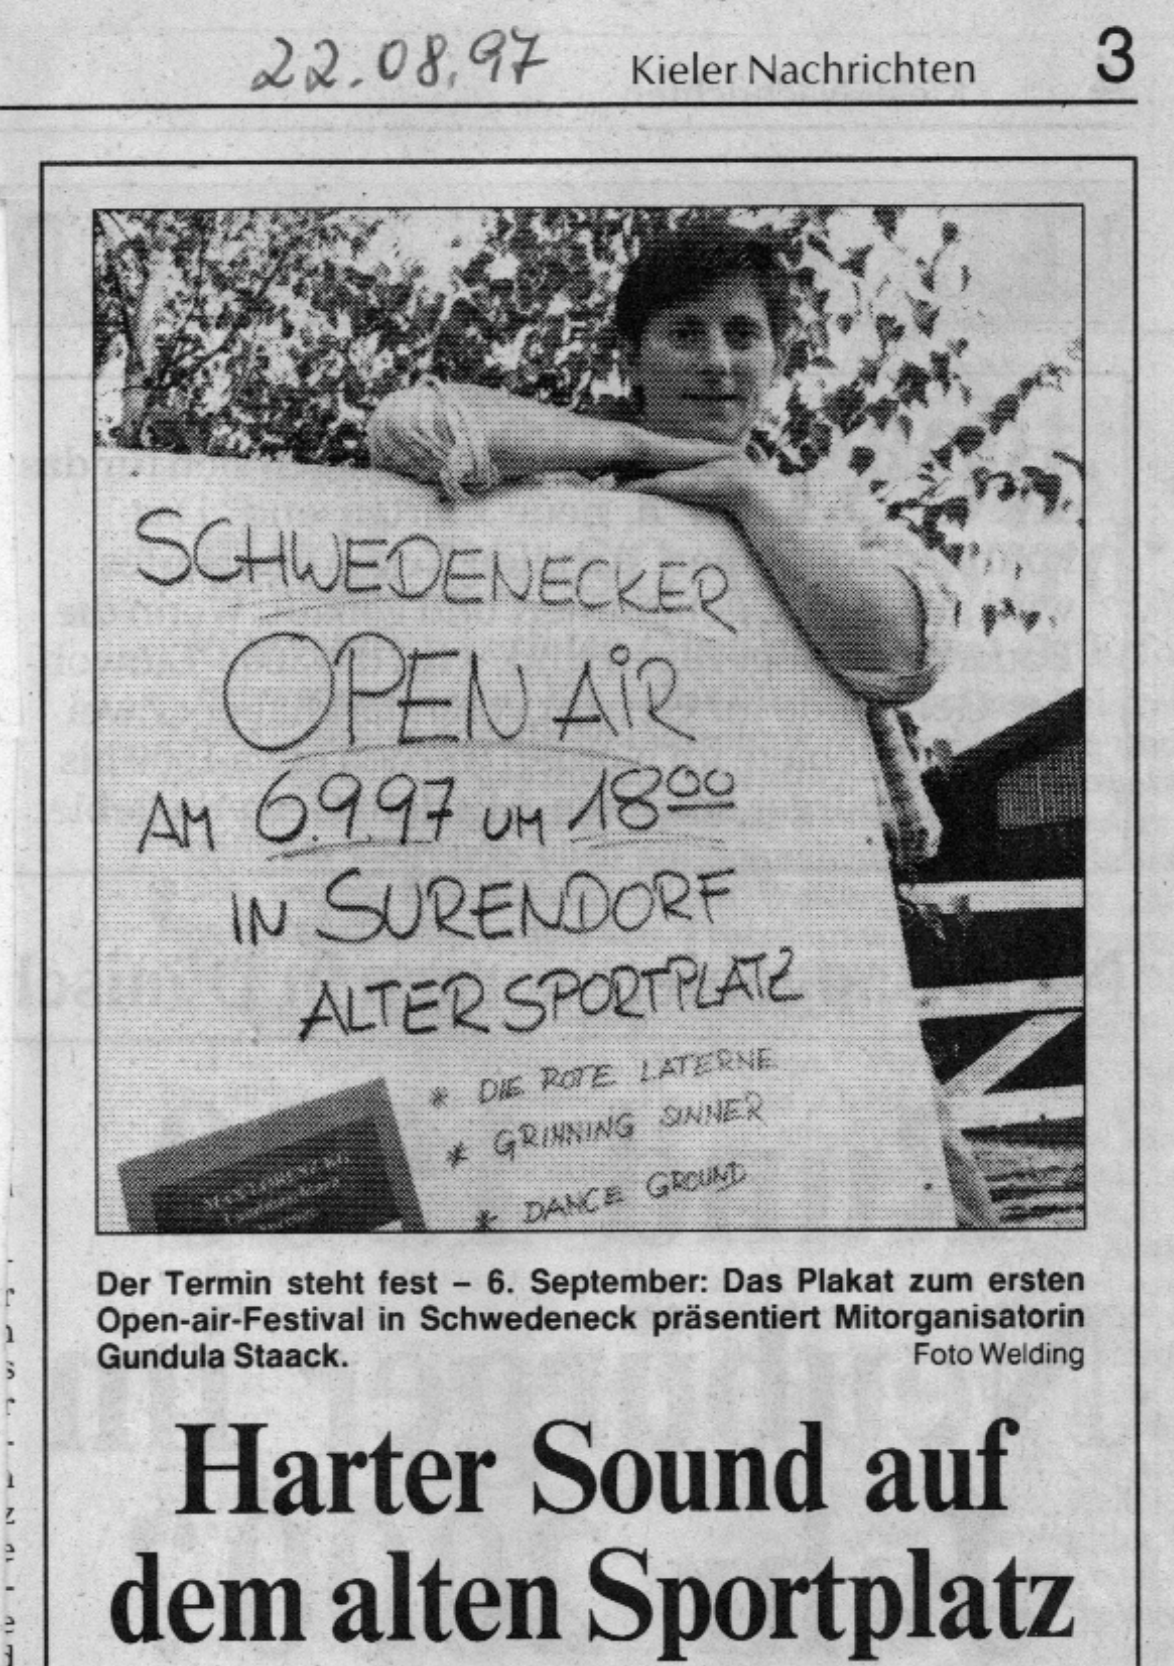 22.08.97
Kieler Nachrichten 3
SCHWEDENECKER
OPEN AiR
AM 6.9.97 UM 18 00
IN SURENDORF
ALTER SPORTPLATZ
* DIE ROTE LATERNE
* GRINNING SINNER
* DANCE GROUND
Der Termin steht fest – 6. September: Das Plakat zum ersten
Open-air-Festival in Schwedeneck präsentiert Mitorganisatorin
Gundula Staack. Foto Welding
Harter Sound auf
dem alten Sportplatz